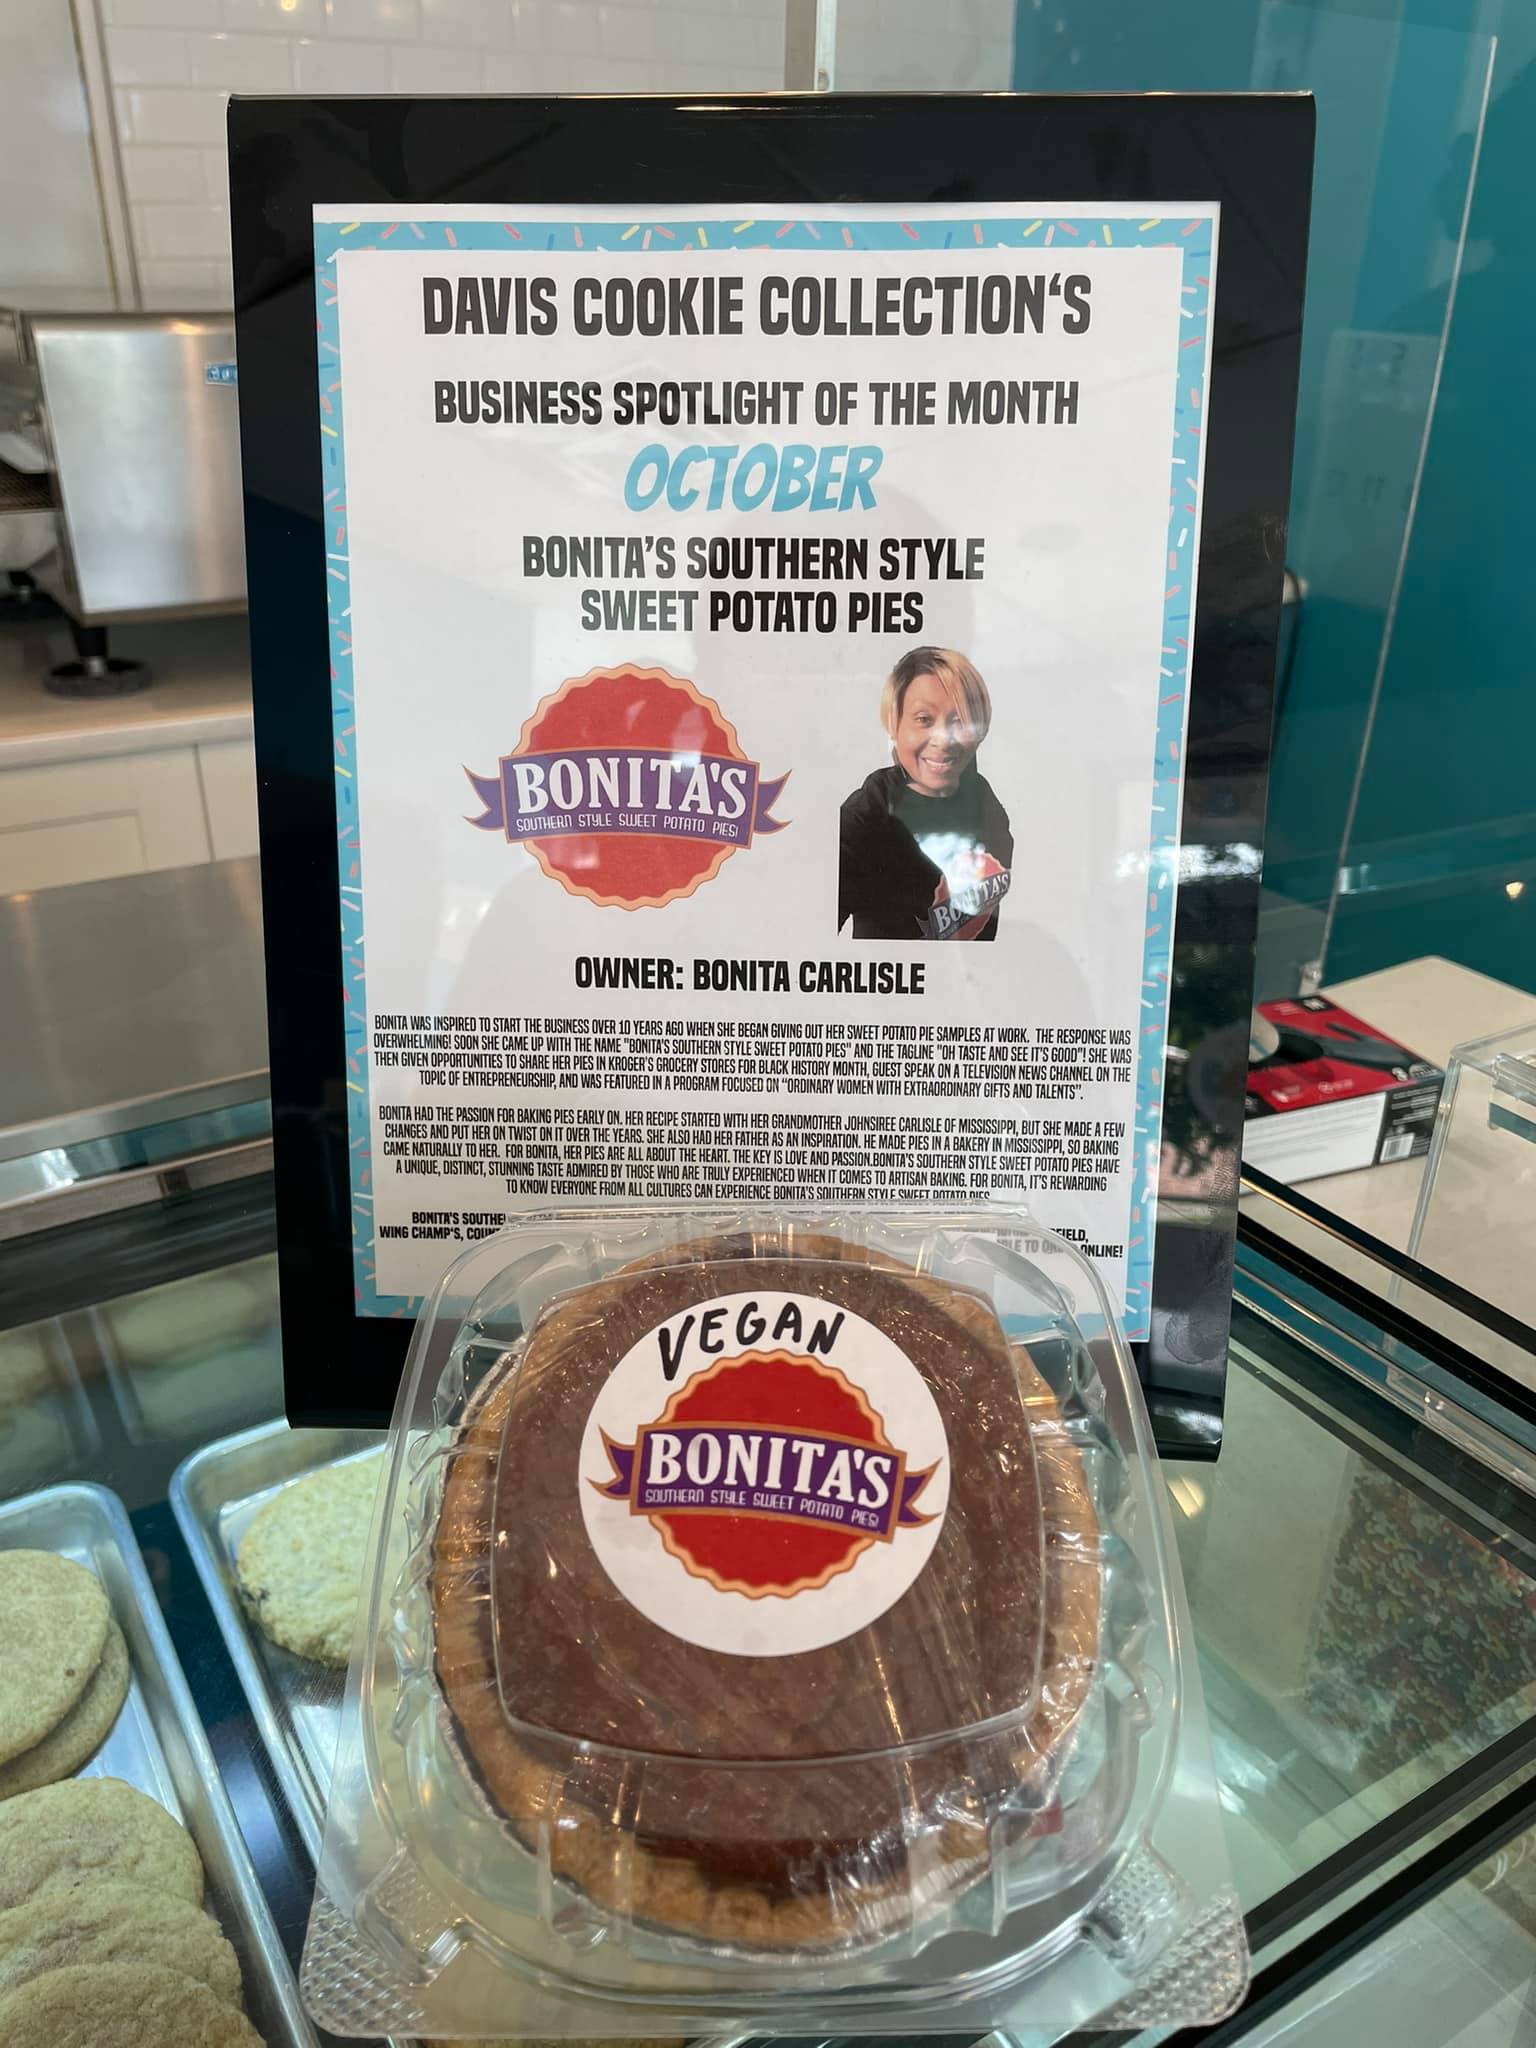 DAVIS COOKIE COLLECTION‘S
BUSINESS SPOTLIGHT OF THE MONTH
OCTOBER
BONITA’S SOUTHERN STYLE
SWEET POTATO PIES
BONITA'S
SOUTHERN STYLE SWEET POTATO PIES!
BONITA'S
OWNER: BONITA CARLISLE
BONITA WAS INSPIRED TO START THE BUSINESS OVER 10 YEARS AGO WHEN SHE BEGAN GIVING OUT HER SWEET POTATO PIE SAMPLES AT WORK. THE RESPONSE WAS
OVERWHELMING! SOON SHE CAME UP WITH THE NAME "BONITA'S SOUTHERN STYLE SWEET POTATO PIES" AND THE TAGLINE "OH TASTE AND SEE IT'S GOOD"! SHE WAS
THEN GIVEN OPPORTUNITIES TO SHARE HER PIES IN KROGER'S GROCERY STORES FOR BLACK HISTORY MONTH, GUEST SPEAK ON A TELEVISION NEWS CHANNEL ON THE
TOPIC OF ENTREPRENEURSHIP, AND WAS FEATURED IN A PROGRAM FOCUSED ON "ORDINARY WOMEN WITH EXTRAORDINARY GIFTS AND TALENTS".
BONITA HAD THE PASSION FOR BAKING PIES EARLY ON. HER RECIPE STARTED WITH HER GRANDMOTHER JOHNSIREE CARLISLE OF MISSISSIPPI, BUT SHE MADE A FEW
CHANGES AND PUT HER ON TWIST ON IT OVER THE YEARS. SHE ALSO HAD HER FATHER AS AN INSPIRATION. HE MADE PIES IN A BAKERY IN MISSISSIPPI, SO BAKING
CAME NATURALLY TO HER. FOR BONITA, HER PIES ARE ALL ABOUT THE HEART. THE KEY IS LOVE AND PASSION.BONITA'S SOUTHERN STYLE SWEET POTATO PIES HAVE
A UNIQUE, DISTINCT, STUNNING TASTE ADMIRED BY THOSE WHO ARE TRULY EXPERIENCED WHEN IT COMES TO ARTISAN BAKING. FOR BONITA, IT'S REWARDING
TO KNOW EVERYONE FROM ALL CULTURES CAN EXPERIENCE BONITA'S SOUTHERN STYLE SWEET POTATO PIES
BONITA'S
WING CHAMP'S, ONLINE!
VEGAN
BONITA'S
SOUTHERN STYLE SWEET POTATO PIES!